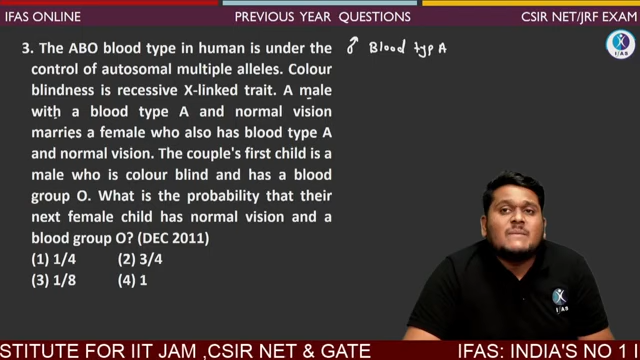 IFAS ONLINE PREVIOUS YEAR QUESTIONS CSIR NET/JRF EXAM
3. The ABO blood type in human is under the
control of autosomal multiple alleles. Colour
blindness is recessive X-linked trait. A male
with a blood type A and normal vision
marries a female who also has blood type A
and normal vision. The couple's first child is a
male who is colour blind and has a blood
group O. What is the probability that their
next female child has normal vision and a
blood group O? (DEC 2011)
(1) 1/4 (2) 3/4
(3) 1/8 (4) 1
♂ Blood typ A
IFAS
IFAS
STITUTE FOR IIT JAM ,CSIR NET & GATE IFAS: INDIA'S NO 1 I